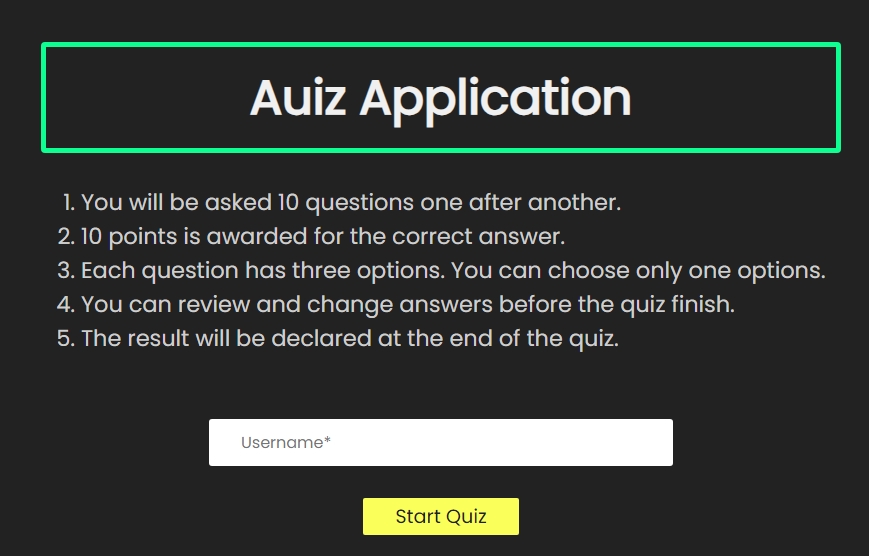 Auiz Application
1. You will be asked 10 questions one after another.
2. 10 points is awarded for the correct answer.
3. Each question has three options. You can choose only one options.
4. You can review and change answers before the quiz finish.
5. The result will be declared at the end of the quiz.
Username*
Start Quiz